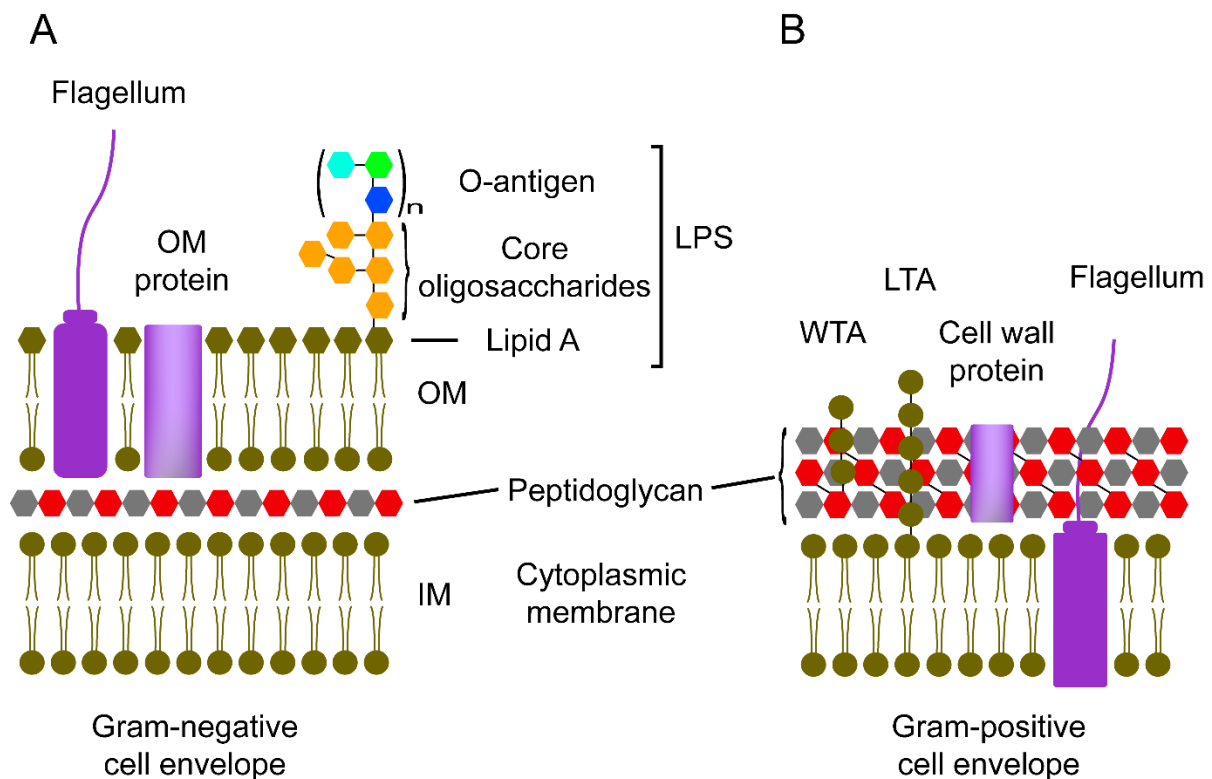 A
Flagellum
OM
protein
O-antigen
n
Core
oligosaccharides
Lipid A
LPS
OM
Peptidoglycan
IM
Cytoplasmic
membrane
Gram-negative
cell envelope
B
WTA
LTA
Cell wall
protein
Flagellum
Gram-positive
cell envelope